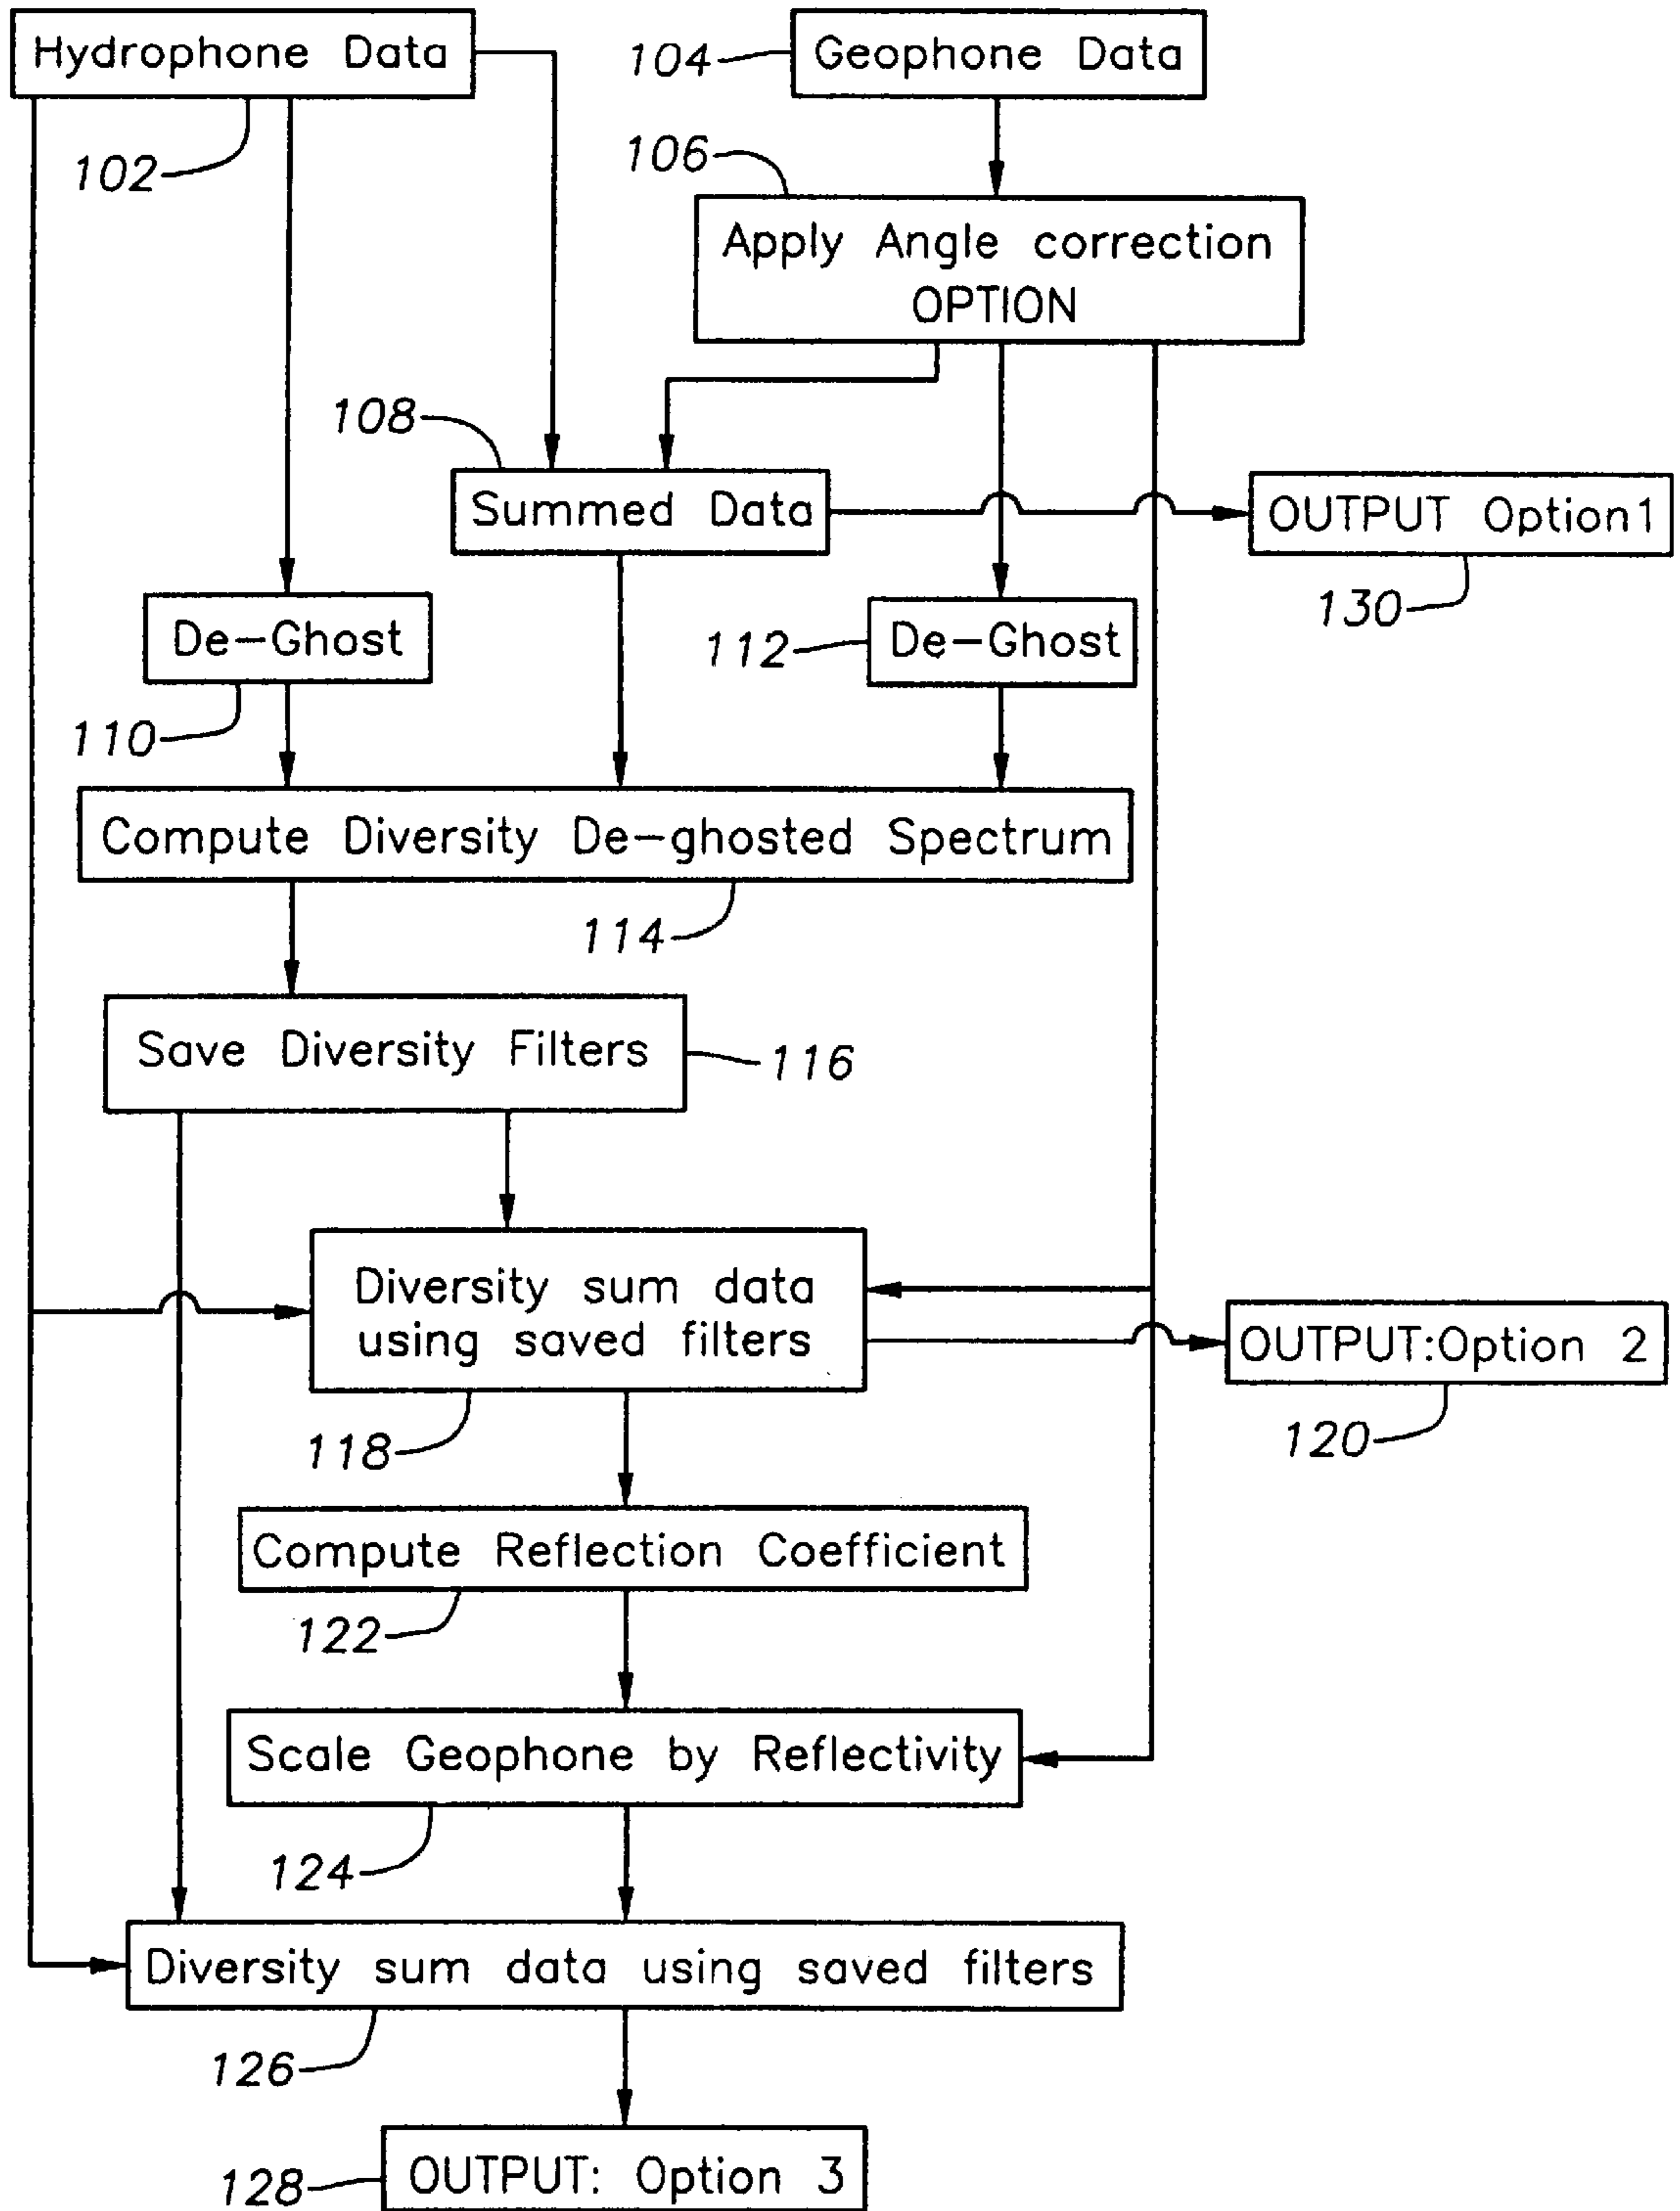 Hydrophone Data
104
Geophone Data
102
106
Apply Angle correction
OPTION
108
Summed Data
OUTPUT Option1
130
De-Ghost
112
De-Ghost
110
Compute Diversity De-ghosted Spectrum
114
Save Diversity Filters
116
Diversity sum data
using saved filters
OUTPUT:Option 2
118
120
Compute Reflection Coefficient
122
Scale Geophone by Reflectivity
124
Diversity sum data using saved filters
126
128
OUTPUT: Option 3